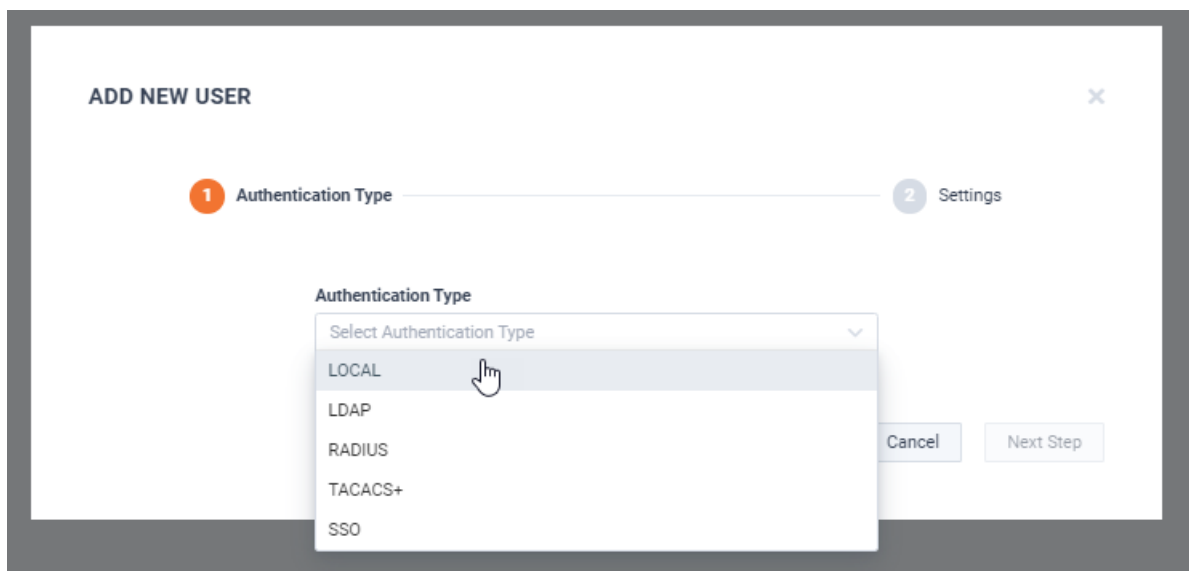 ADD NEW USER
1 Authentication Type 2 Settings
Authentication Type
Select Authentication Type
LOCAL
LDAP
RADIUS
TACACS+
SSO
Cancel Next Step